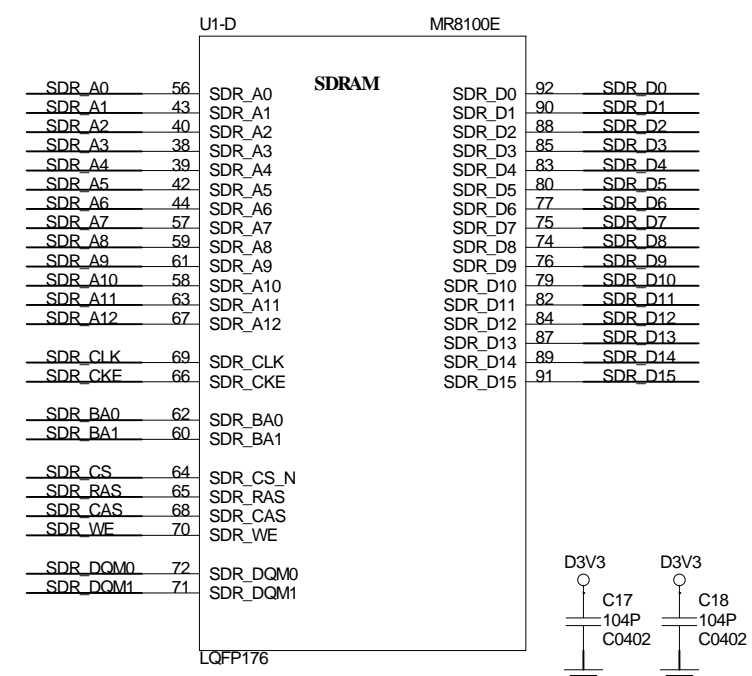 U1-D MR8100E
SDRAM
SDR_A0 56 SDR_A0 SDR_D0 92 SDR_D0
SDR_A1 43 SDR_A1 SDR_D1 90 SDR_D1
SDR_A2 40 SDR_A2 SDR_D2 88 SDR_D2
SDR_A3 38 SDR_A3 SDR_D3 85 SDR_D3
SDR_A4 39 SDR_A4 SDR_D4 83 SDR_D4
SDR_A5 42 SDR_A5 SDR_D5 80 SDR_D5
SDR_A6 44 SDR_A6 SDR_D6 77 SDR_D6
SDR_A7 57 SDR_A7 SDR_D7 75 SDR_D7
SDR_A8 59 SDR_A8 SDR_D8 74 SDR_D8
SDR_A9 61 SDR_A9 SDR_D9 76 SDR_D9
SDR_A10 58 SDR_A10 SDR_D10 79 SDR_D10
SDR_A11 63 SDR_A11 SDR_D11 82 SDR_D11
SDR_A12 67 SDR_A12 SDR_D12 84 SDR_D12
SDR_D13 87 SDR_D13
SDR_CLK 69 SDR_CLK SDR_D14 89 SDR_D14
SDR_CKE 66 SDR_CKE SDR_D15 91 SDR_D15
SDR_BA0 62 SDR_BA0
SDR_BA1 60 SDR_BA1
SDR_CS 64 SDR_CS_N
SDR_RAS 65 SDR_RAS
SDR_CAS 68 SDR_CAS
SDR_WE 70 SDR_WE
SDR_DQM0 72 SDR_DQM0
SDR_DQM1 71 SDR_DQM1
D3V3 D3V3
C17 C18
104P 104P
C0402 C0402
LQFP176